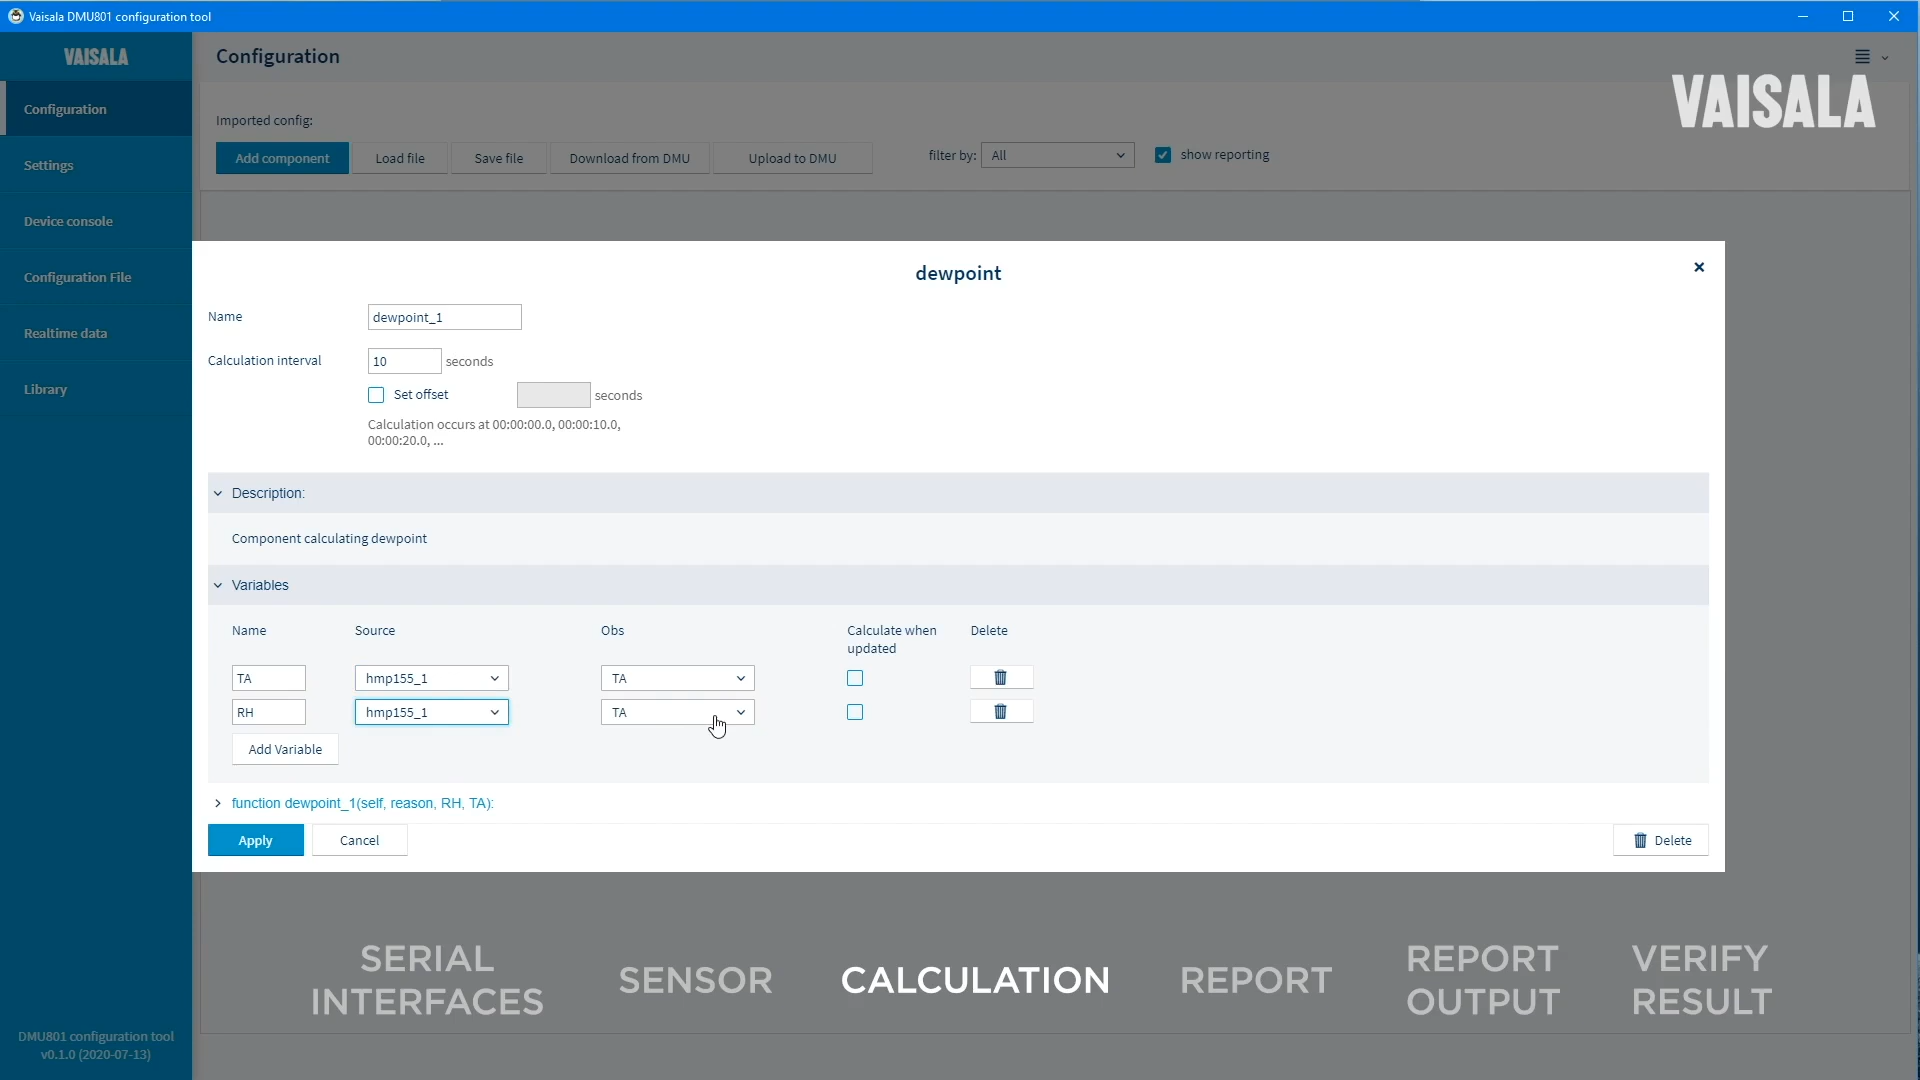 Vaisala DMU801 configuration tool
VAISALA
Configuration
VAISALA
Configuration
Settings
Device console
Configuration File
Realtime data
Library
Imported config:
Add component
Load file
Save file
Download from DMU
Upload to DMU
filter by:
All
show reporting
dewpoint
Name
dewpoint_1
Calculation interval
10
seconds
Set offset
seconds
Calculation occurs at 00:00:00.0, 00:00:10.0,
00:00:20.0, ...
Description:
Component calculating dewpoint
Variables
Name
Source
Obs
Calculate when
updated
Delete
TA
hmp155_1
TA
RH
hmp155_1
TA
Add Variable
function dewpoint_1(self, reason, RH, TA):
Apply
Cancel
Delete
SERIAL
INTERFACES
SENSOR
CALCULATION
REPORT
REPORT
OUTPUT
VERIFY
RESULT
DMU801 configuration tool
v0.1.0 (2020-07-13)